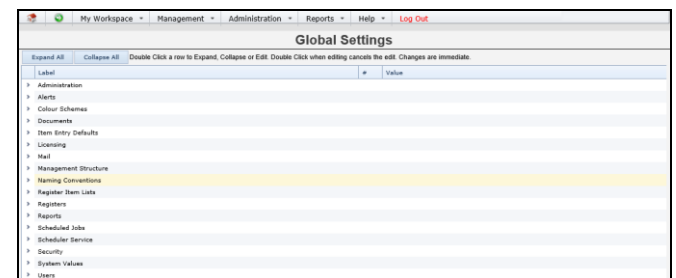 My Workspace Management Administration Reports Help Log Out
Global Settings
Expand All Collapse All Double Click a row to Expand, Collapse or Edit. Double Click when editing cancels the edit. Changes are immediate.
Label # Value
Administration
Alerts
Colour Schemes
Documents
Item Entry Defaults
Licensing
Mail
Management Structure
Naming Conventions
Register Item Lists
Registers
Reports
Scheduled Jobs
Scheduler Service
Security
System Values
Users